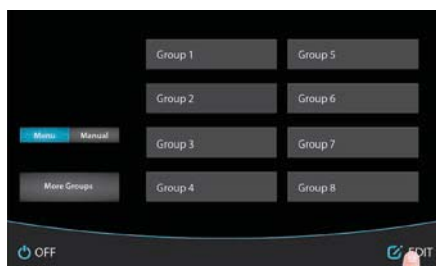 Group 1
Group 5
Group 2
Group 6
Menu
Manual
Group 3
Group 7
More Groups
Group 4
Group 8
OFF
EDIT